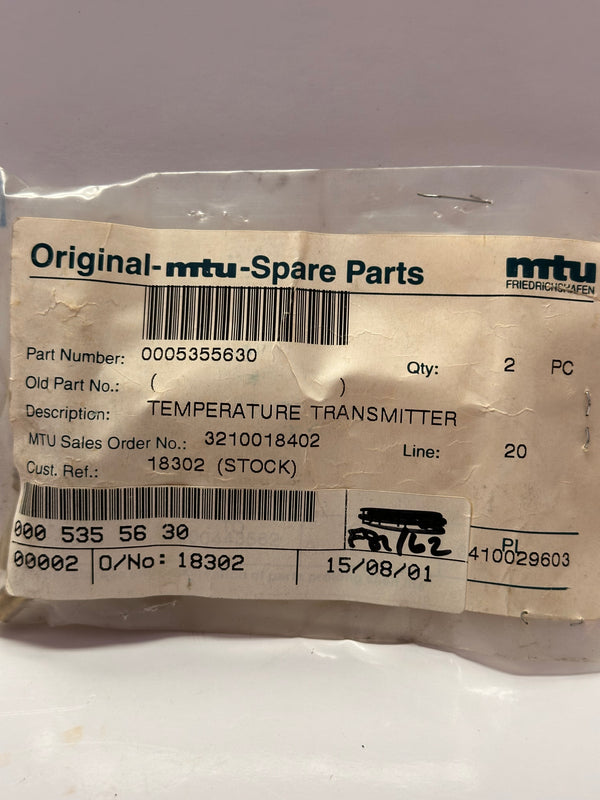 Original-mtu-Spare Parts
mtu
FRIEDRICHSHAFEN
Part Number: 0005355630 Qty: 2 PC
Old Part No.: ( )
Description: TEMPERATURE TRANSMITTER
MTU Sales Order No.: 3210018402 Line: 20
Cust. Ref.: 18302 (STOCK)
000 535 56 30
PL
410029603
00002 O/No: 18302 15/08/01